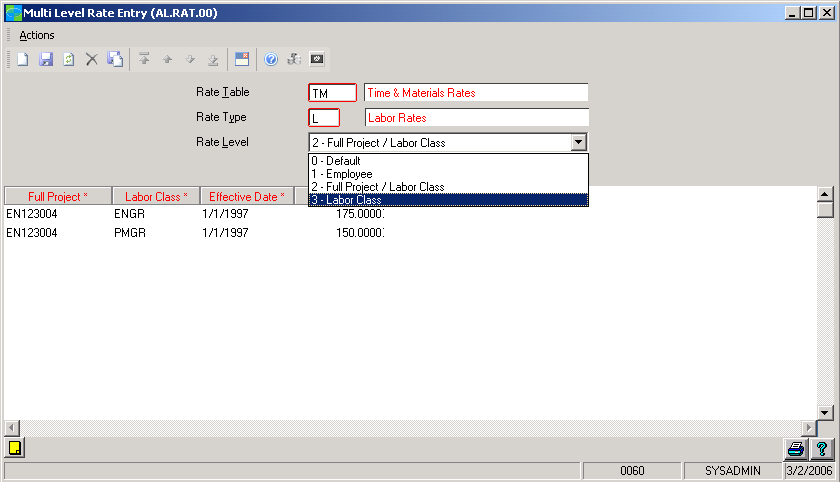 Multi Level Rate Entry (AL.RAT.00)
Actions
Rate Table TM Time & Materials Rates
Rate Type L Labor Rates
Rate Level 2 - Full Project / Labor Class
0 - Default
1 - Employee
2 - Full Project / Labor Class
3 - Labor Class
Full Project * Labor Class * Effective Date *
EN123004 ENGR 1/1/1997 175.0000
EN123004 PMGR 1/1/1997 150.0000
0060 SYSADMIN 3/2/2006